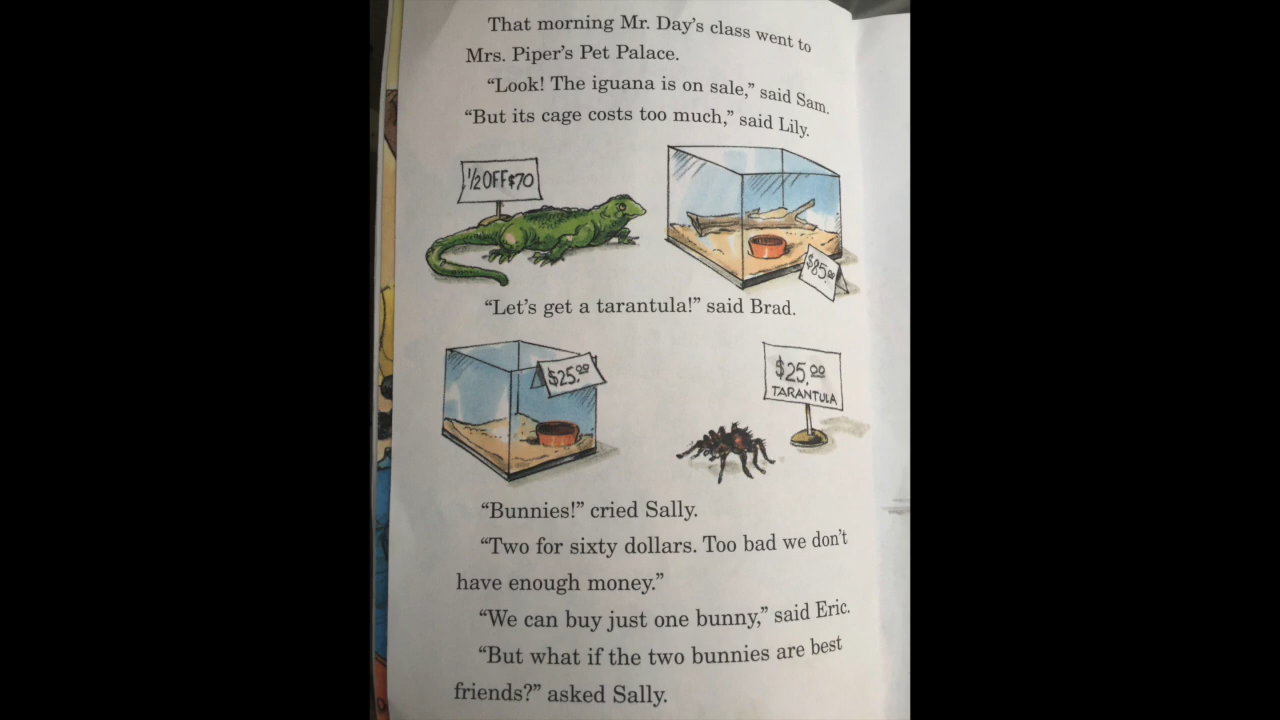 That morning Mr. Day's class went to
Mrs. Piper's Pet Palace.
“Look! The iguana is on sale,” said Sam.
“But its cage costs too much,” said Lily.
1/2 OFF $70
$85.00
“Let's get a tarantula!” said Brad.
$25.00
$25.00
TARANTULA
“Bunnies!” cried Sally.
“Two for sixty dollars. Too bad we don't
have enough money.”
“We can buy just one bunny,” said Eric.
“But what if the two bunnies are best
friends?” asked Sally.